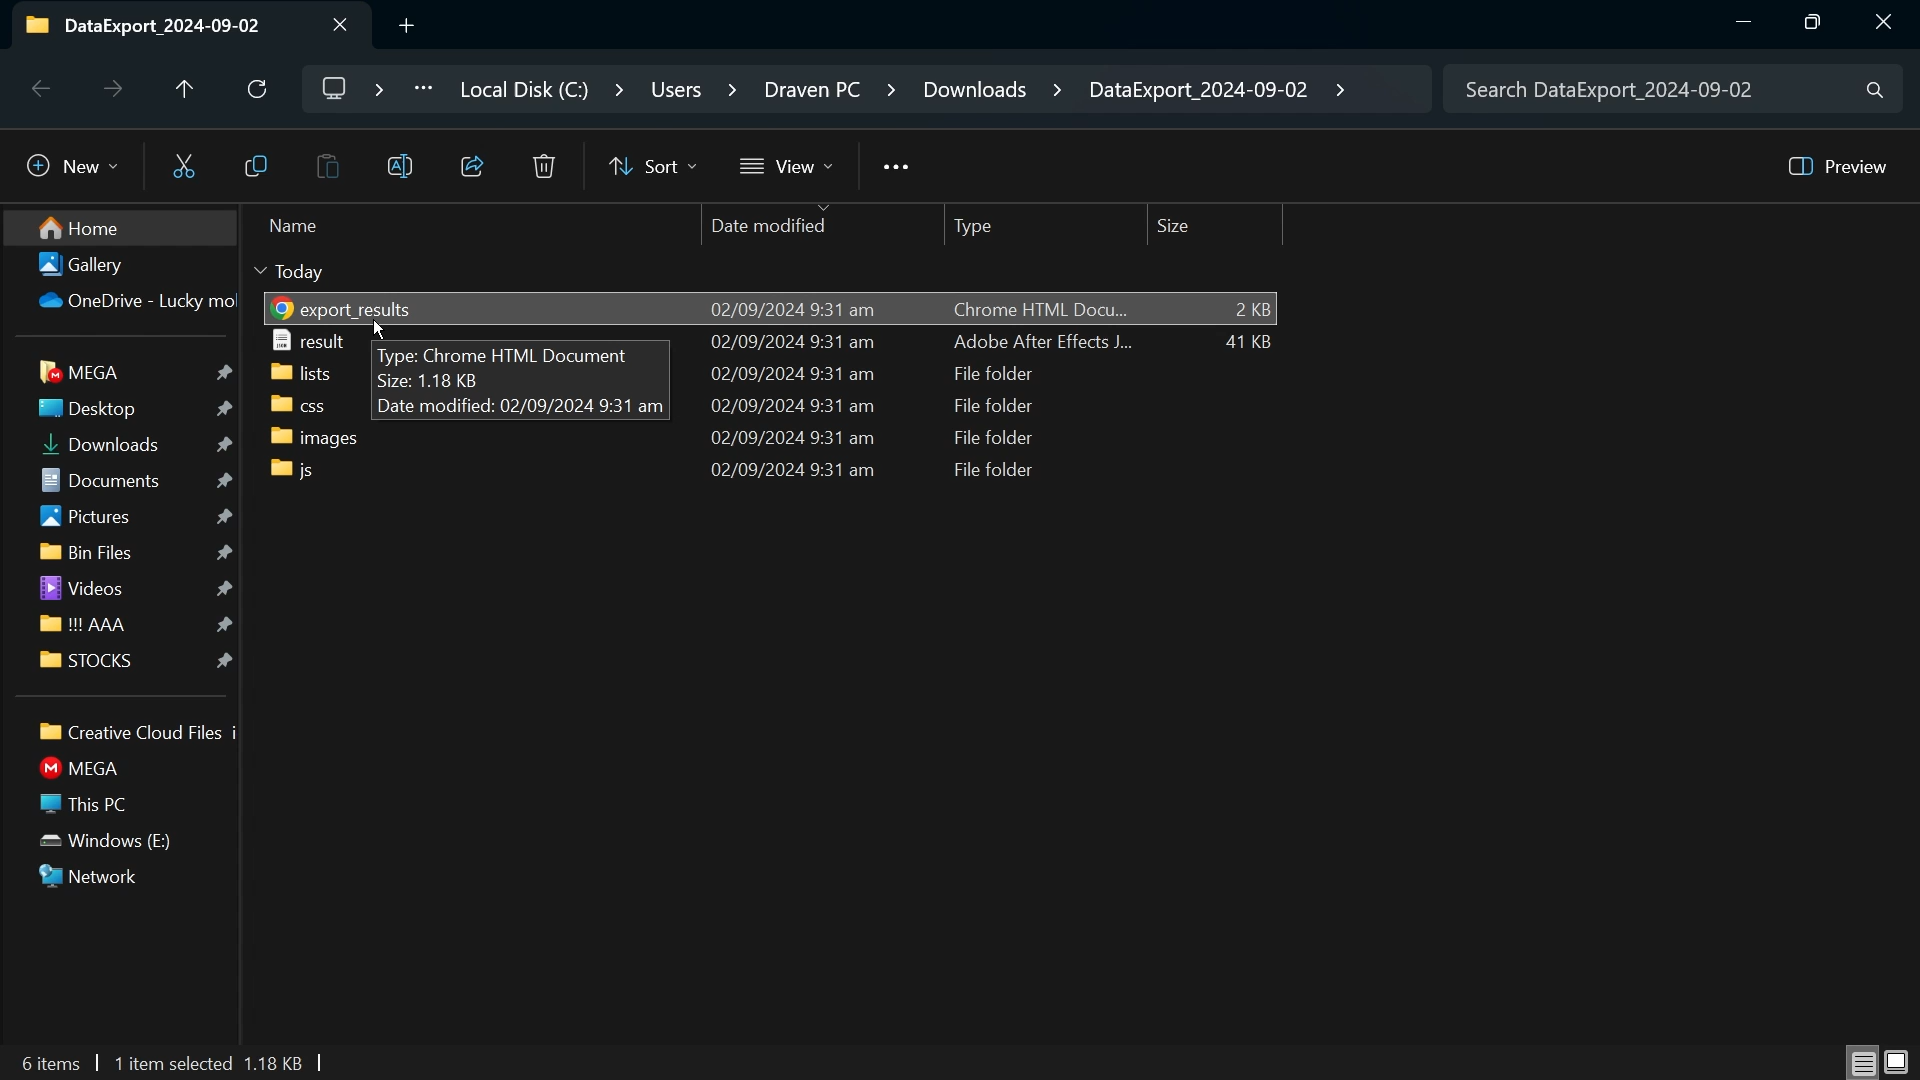 DataExport_2024-09-02
Local Disk (C:) Users Draven PC Downloads DataExport_2024-09-02 Search DataExport_2024-09-02
New Sort View Preview
Home
Gallery
OneDrive - Lucky mol
MEGA
Desktop
Downloads
Documents
Pictures
Bin Files
Videos
!!! AAA
STOCKS
Creative Cloud Files i
MEGA
This PC
Windows (E:)
Network
Name Date modified Type Size
Today
export_results 02/09/2024 9:31 am Chrome HTML Docu... 2 KB
result 02/09/2024 9:31 am Adobe After Effects J... 41 KB
lists 02/09/2024 9:31 am File folder
css 02/09/2024 9:31 am File folder
images 02/09/2024 9:31 am File folder
js 02/09/2024 9:31 am File folder
Type: Chrome HTML Document
Size: 1.18 KB
Date modified: 02/09/2024 9:31 am
6 items 1 item selected 1.18 KB